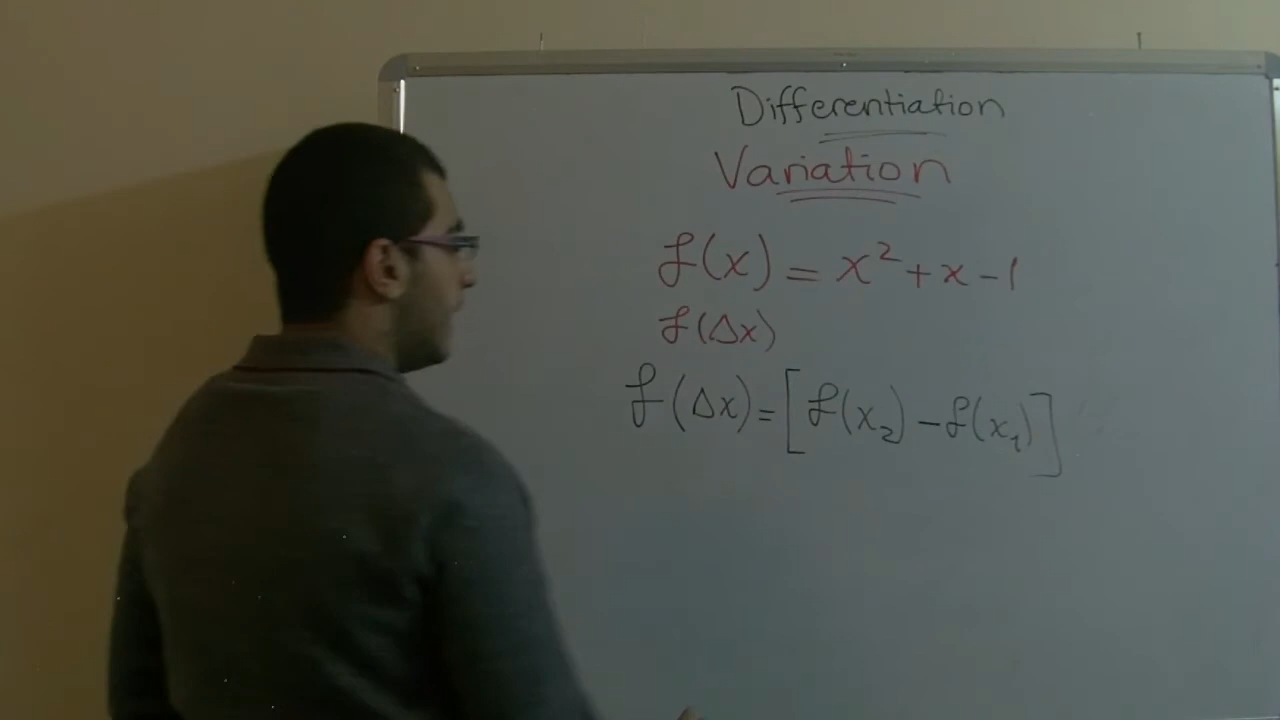 Differentiation
Variation
f(x) = x² + x - 1
f(Δx)
f(Δx) = [f(x₂) - f(x₁)]